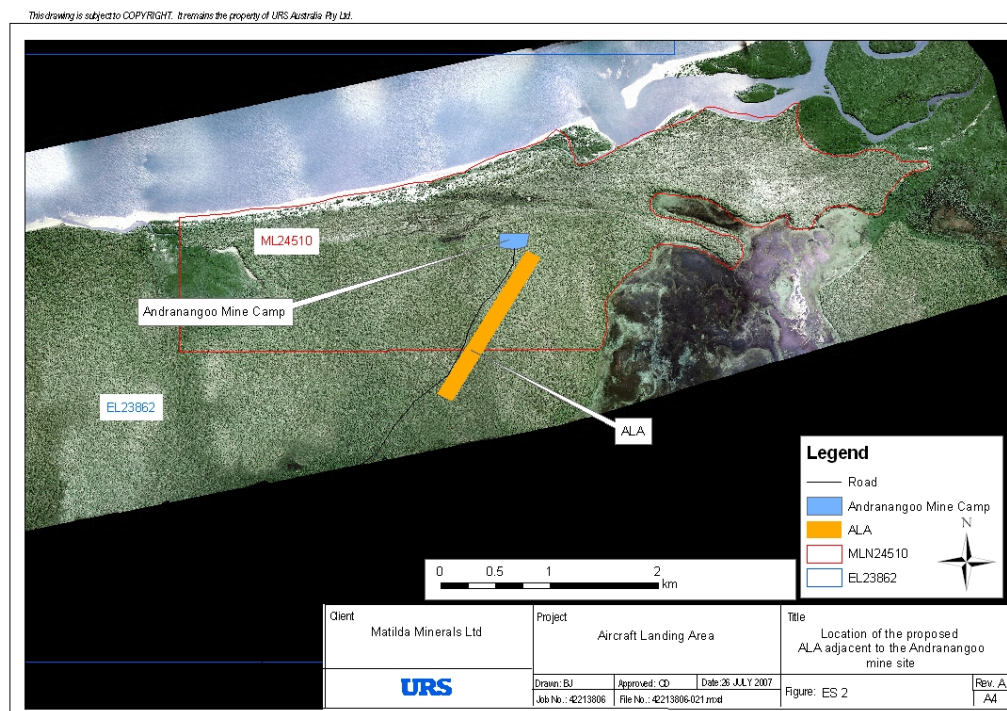 This drawing is subject to COPYRIGHT. It remains the property of URS Australia Pty Ltd.
ML24510
Andranangoo Mine Camp
EL23862
ALA
Legend
Road
Andranangoo Mine Camp
ALA
MLN24510
EL23862
N
0 0.5 1 2
km
Client
Matilda Minerals Ltd
URS
Project
Aircraft Landing Area
Drawn: BJ Approved: CD Date: 26 JULY 2007
Job No.: 42213806 File No.: 42213806-021.mxd
Title
Location of the proposed
ALA adjacent to the Andranangoo
mine site
Figure: ES 2
Rev. A
A4